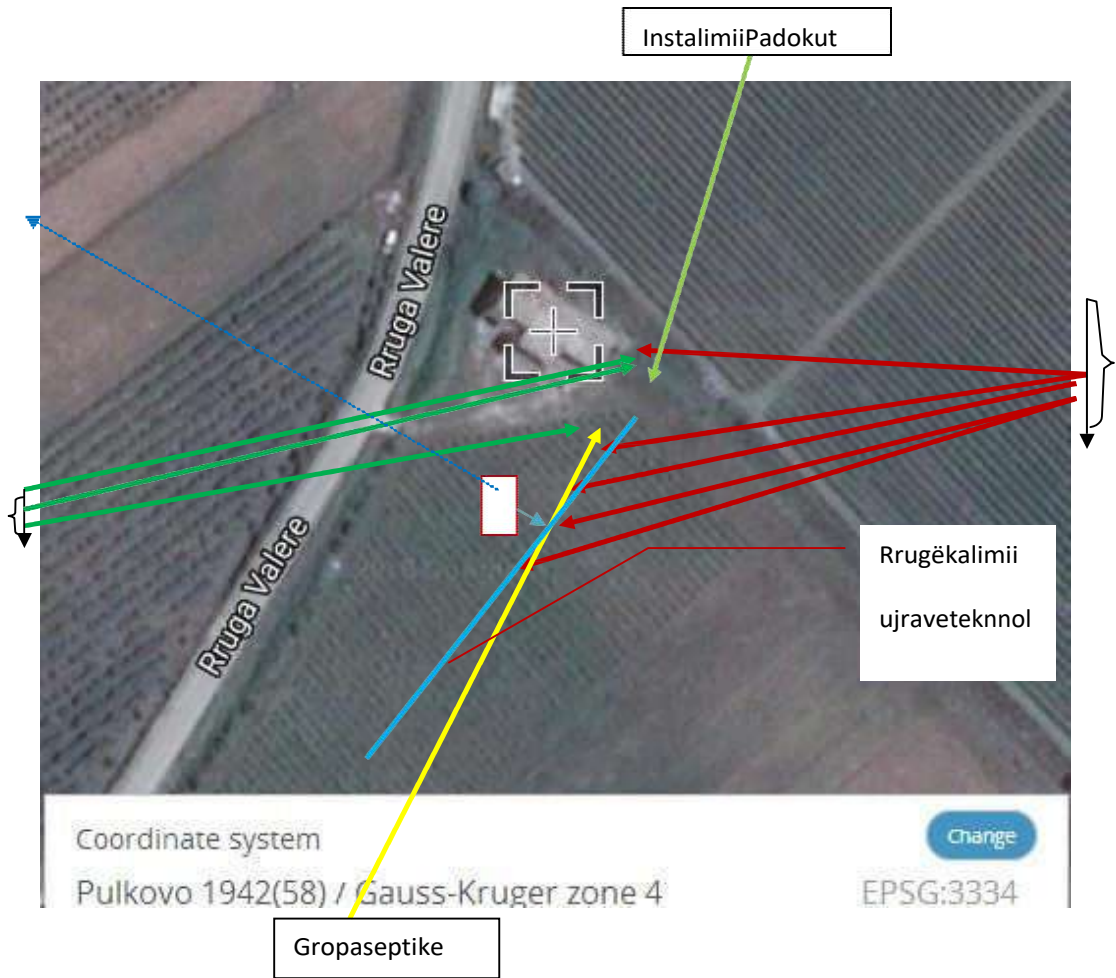 InstalimiiPadokut
Rruga Valere
Rruga Valere
Rrugëkalimii
ujraveteknnol
Coordinate system
Change
Pulkovo 1942(58) / Gauss-Kruger zone 4
EPSG:3334
Gropaseptike